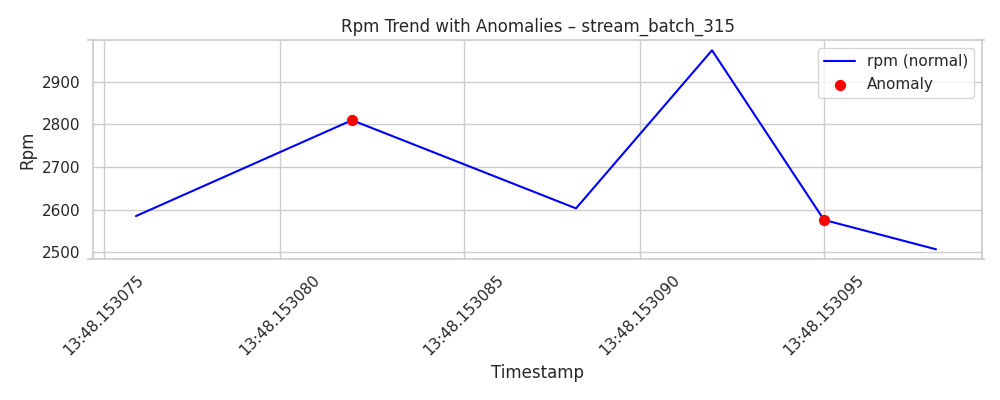 Rpm Trend with Anomalies – stream_batch_315
rpm (normal)
Anomaly
Rpm
2900
2800
2700
2600
2500
13:48.153075
13:48.153080
13:48.153085
13:48.153090
13:48.153095
Timestamp